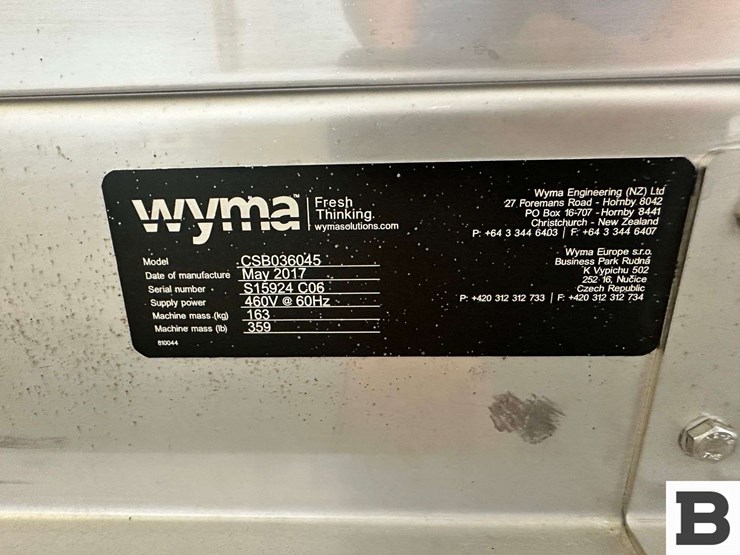 wyma™
Fresh
Thinking.
wymasolutions.com
Model CSB036045
Date of manufacture May 2017
Serial number S15924 C06
Supply power 460V @ 60Hz
Machine mass (kg) 163
Machine mass (lb) 359
810044
Wyma Engineering (NZ) Ltd
27 Foremans Road - Hornby 8042
PO Box 16-707 - Hornby 8441
Christchurch - New Zealand
P: +64 3 344 6403 | F: +64 3 344 6407
Wyma Europe s.r.o.
Business Park Rudná
K Vypichu 502
252 16, Nučice
Czech Republic
P: +420 312 312 733 | F: +420 312 312 734
B